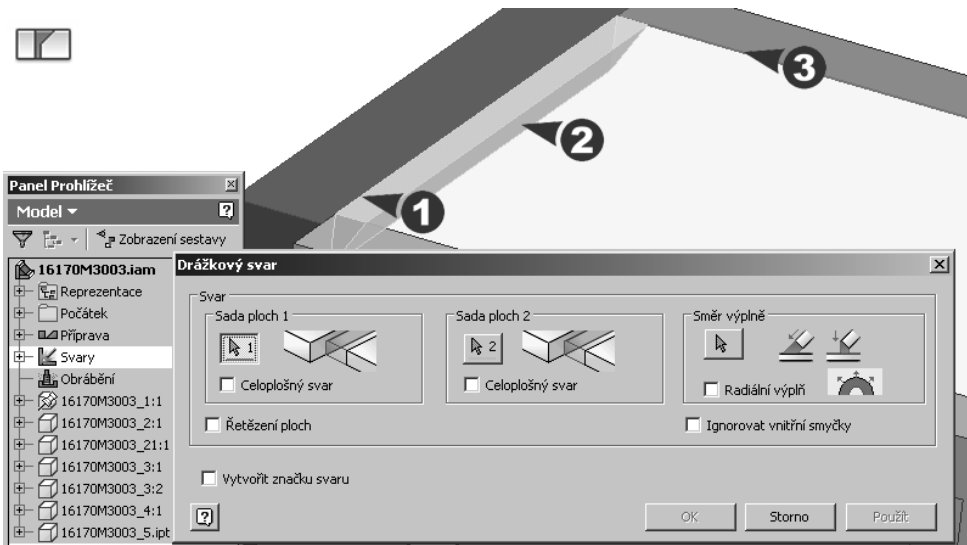 3
2
1
Panel Prohlížeč
Model
Zobrazení sestavy
16170M3003.iam
Reprezentace
Počátek
Příprava
Svary
Obrábění
16170M3003_1:1
16170M3003_2:1
16170M3003_21:1
16170M3003_3:1
16170M3003_3:2
16170M3003_4:1
16170M3003_5.ipt
Drážkový svar
Svar
Sada ploch 1
1
Celoplošný svar
Sada ploch 2
2
Celoplošný svar
Směr výplně
Radiální výplň
Řetězení ploch
Ignorovat vnitřní smyčky
Vytvořit značku svaru
?
OK
Storno
Použít